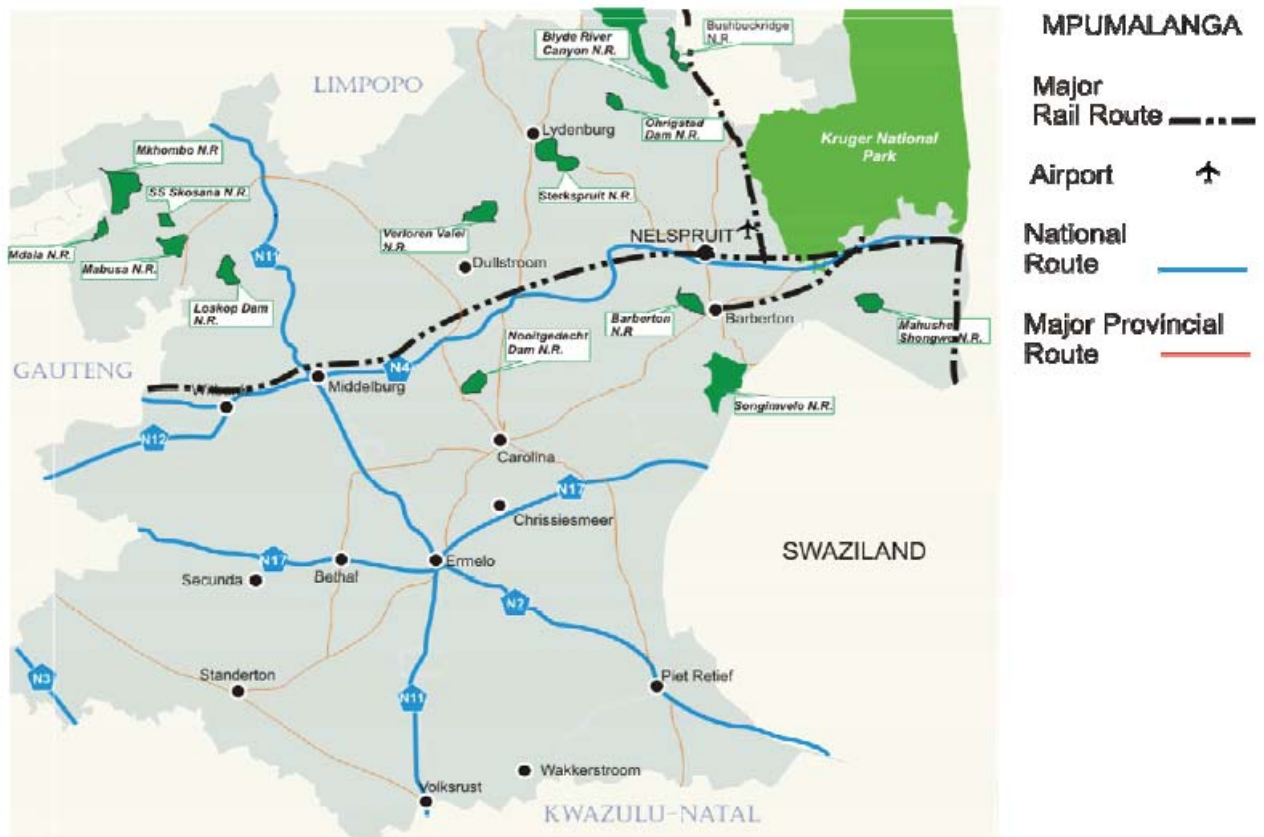 MPUMALANGA
Major
Rail Route
Airport
National
Route
Major Provincial
Route
LIMPOPO
Blyde River
Canyon N.R.
Bushbuckridge
N.R.
Lydenburg
Ohrigstad
Dam N.R.
Kruger National
Park
Mkhombo N.R
SS Skosana N.R.
Sterkspruit N.R.
Mdala N.R.
Mabusa N.R.
N11
Verloren Valei
N.R.
NELSPRUIT
Dullstroom
Loskop Dam
N.R.
Nooitgedacht
Dam N.R.
Barberton
N.R
Barberton
Mahushe
Shongwe N.R.
GAUTENG
N4
Middelburg
Songimvelo N.R.
N12
Carolina
N17
Chrissiesmeer
SWAZILAND
N17
Secunda
Bethal
Ermelo
N2
N3
Standerton
N11
Piet Retief
Wakkerstroom
Volksrust
KWAZULU-NATAL